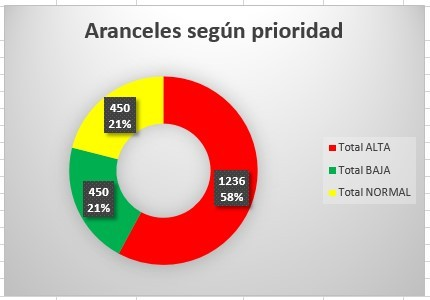 Aranceles según prioridad
450
21%
450
21%
1236
58%
Total ALTA
Total BAJA
Total NORMAL